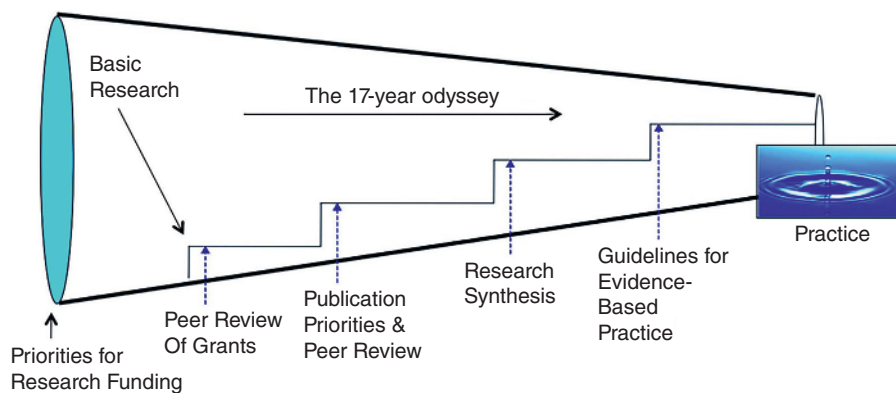 Basic
Research
The 17-year odyssey
Practice
Guidelines for
Evidence-
Based
Practice
Research
Synthesis
Publication
Priorities &
Peer Review
Peer Review
Of Grants
Priorities for
Research Funding